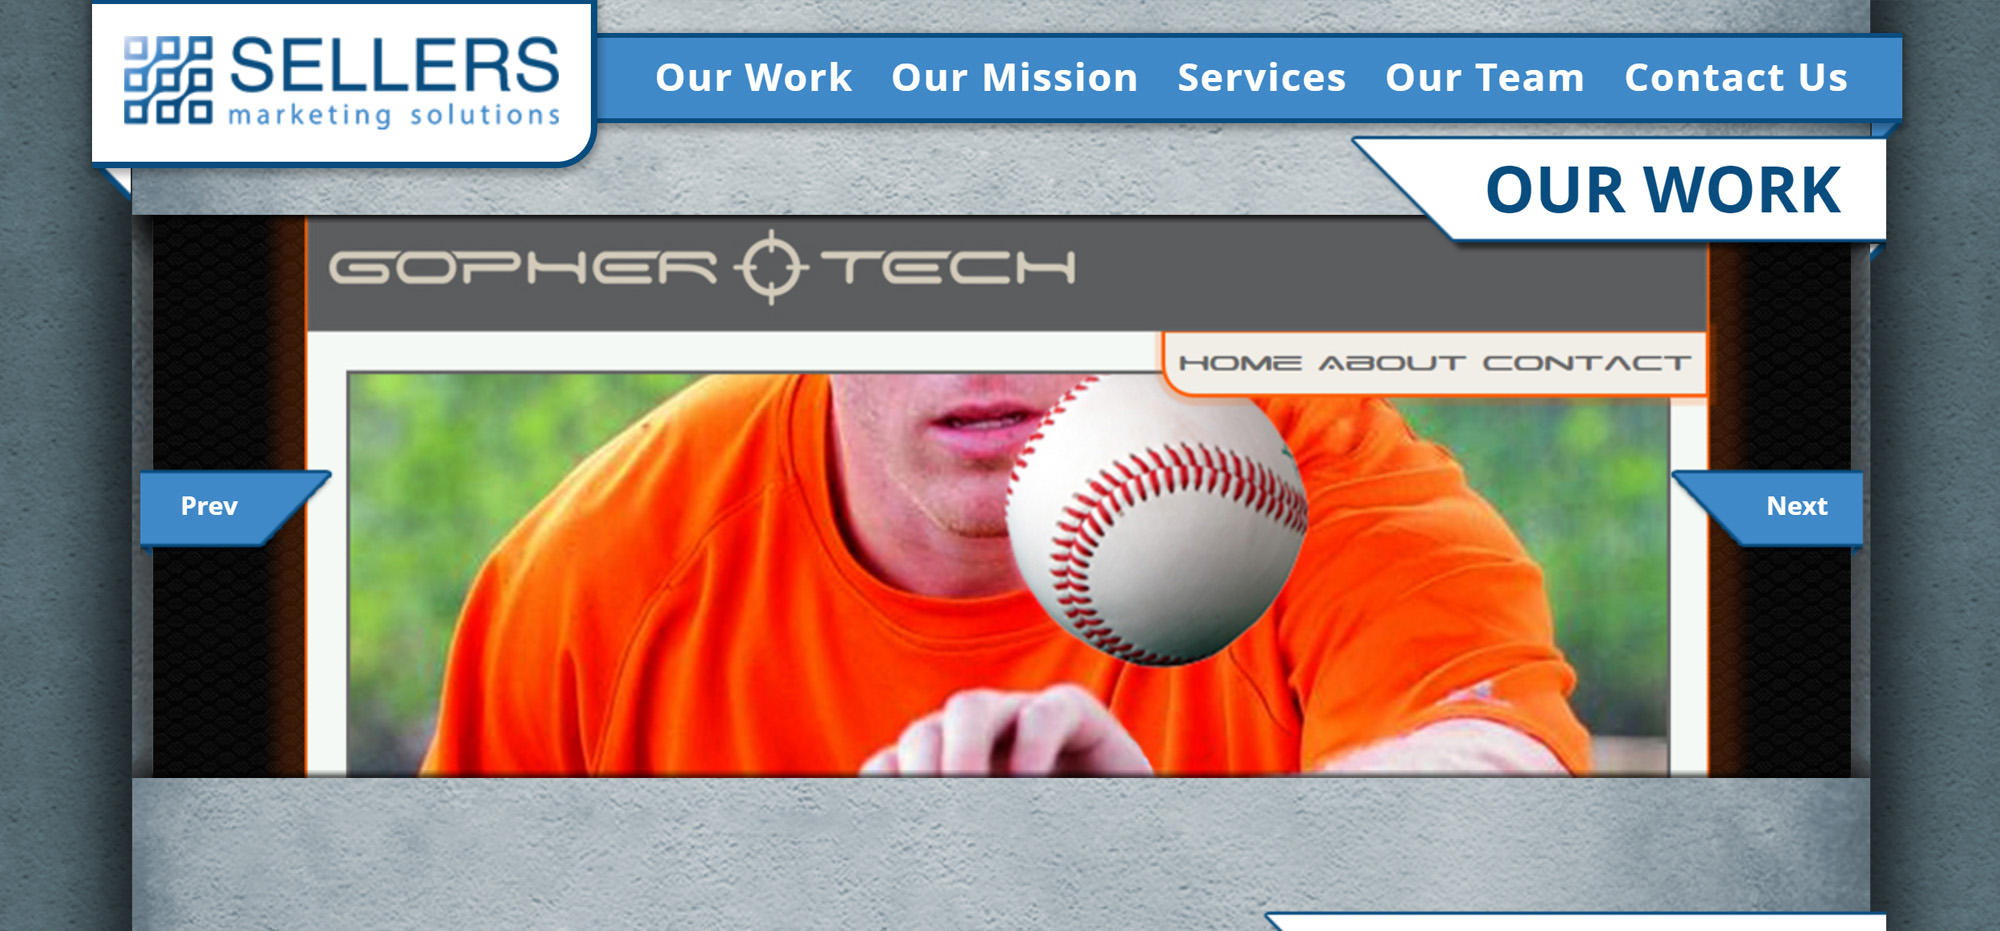 SELLERS
marketing solutions
Our Work Our Mission Services Our Team Contact Us
OUR WORK
GOPHER TECH
HOME ABOUT CONTACT
Prev
Next